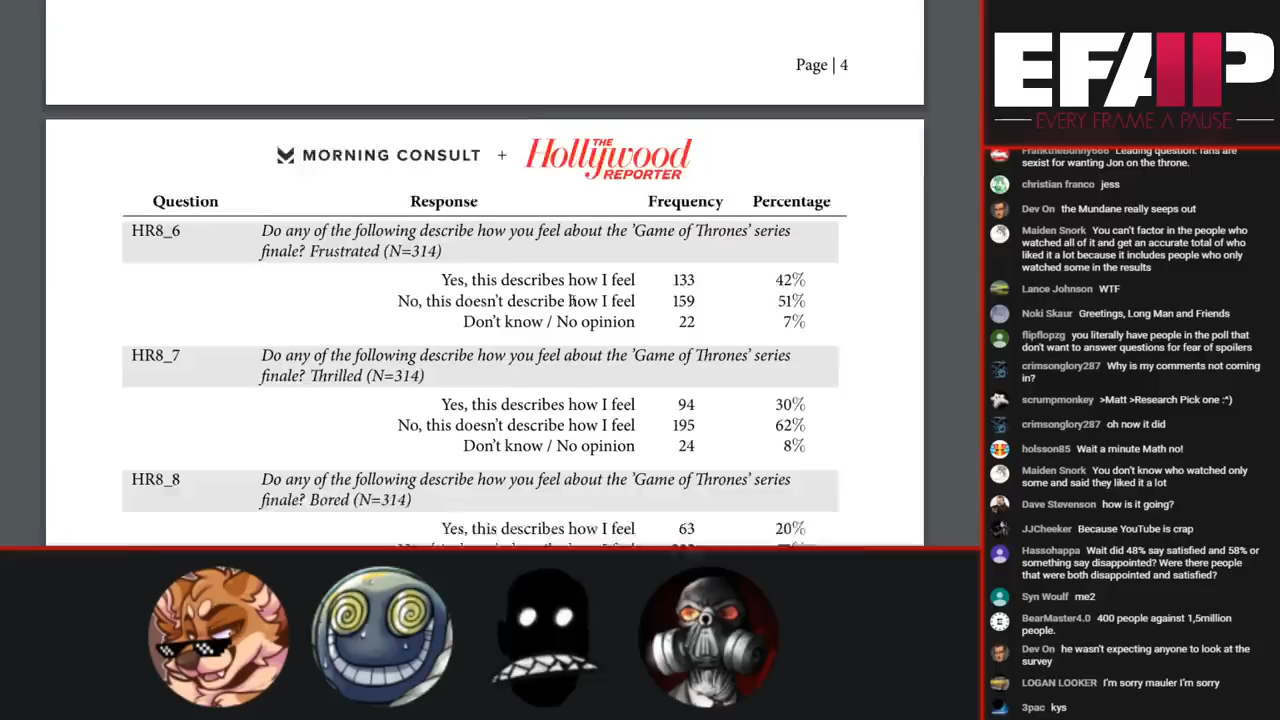 Page | 4
MORNING CONSULT + THE Hollywood REPORTER
Question Response Frequency Percentage
HR8_6 Do any of the following describe how you feel about the 'Game of Thrones' series
finale? Frustrated (N=314)
Yes, this describes how I feel 133 42%
No, this doesn't describe how I feel 159 51%
Don't know / No opinion 22 7%
HR8_7 Do any of the following describe how you feel about the 'Game of Thrones' series
finale? Thrilled (N=314)
Yes, this describes how I feel 94 30%
No, this doesn't describe how I feel 195 62%
Don't know / No opinion 24 8%
HR8_8 Do any of the following describe how you feel about the 'Game of Thrones' series
finale? Bored (N=314)
Yes, this describes how I feel 63 20%
EFAP
EVERY FRAME A PAUSE
Leading question: fans are
sexist for wanting Jon on the throne.
christian franco jess
Dev On the Mundane really seeps out
Maiden Snork You can't factor in the people who
watched all of it and get an accurate total of who
liked it a lot because it includes people who only
watched some in the results
Lance Johnson WTF
Noki Skaur Greetings, Long Man and Friends
flipflopzg you literally have people in the poll that
don't want to answer questions for fear of spoilers
crimsonglory287 Why is my comments not coming
in?
scrumpmonkey >Matt >Research Pick one :^)
crimsonglory287 oh now it did
holsson85 Wait a minute Math no!
Maiden Snork You don't know who watched only
some and said they liked it a lot
Dave Stevenson how is it going?
JJCheeker Because YouTube is crap
Hassohappa Wait did 48% say satisfied and 58% or
something say disappointed? Were there people
that were both disappointed and satisfied?
Syn Woulf me2
BearMaster4.0 400 people against 1,5million
people.
Dev On he wasn't expecting anyone to look at the
survey
LOGAN LOOKER I'm sorry mauler I'm sorry
3pac kys